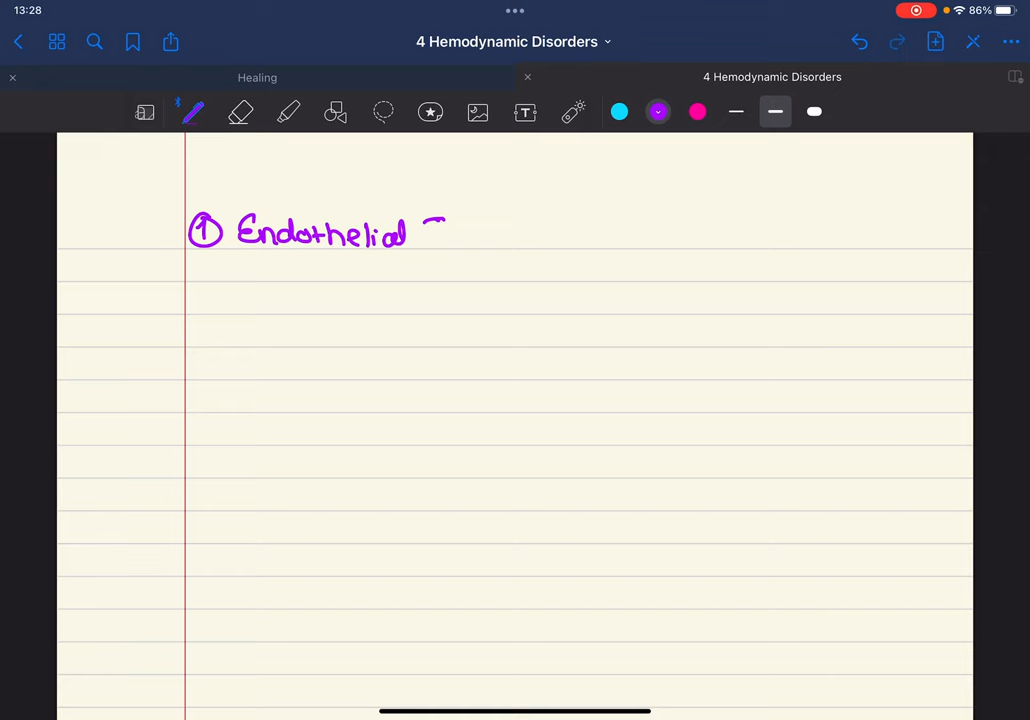 13:28
86%
4 Hemodynamic Disorders
Healing
4 Hemodynamic Disorders
① Endothelial